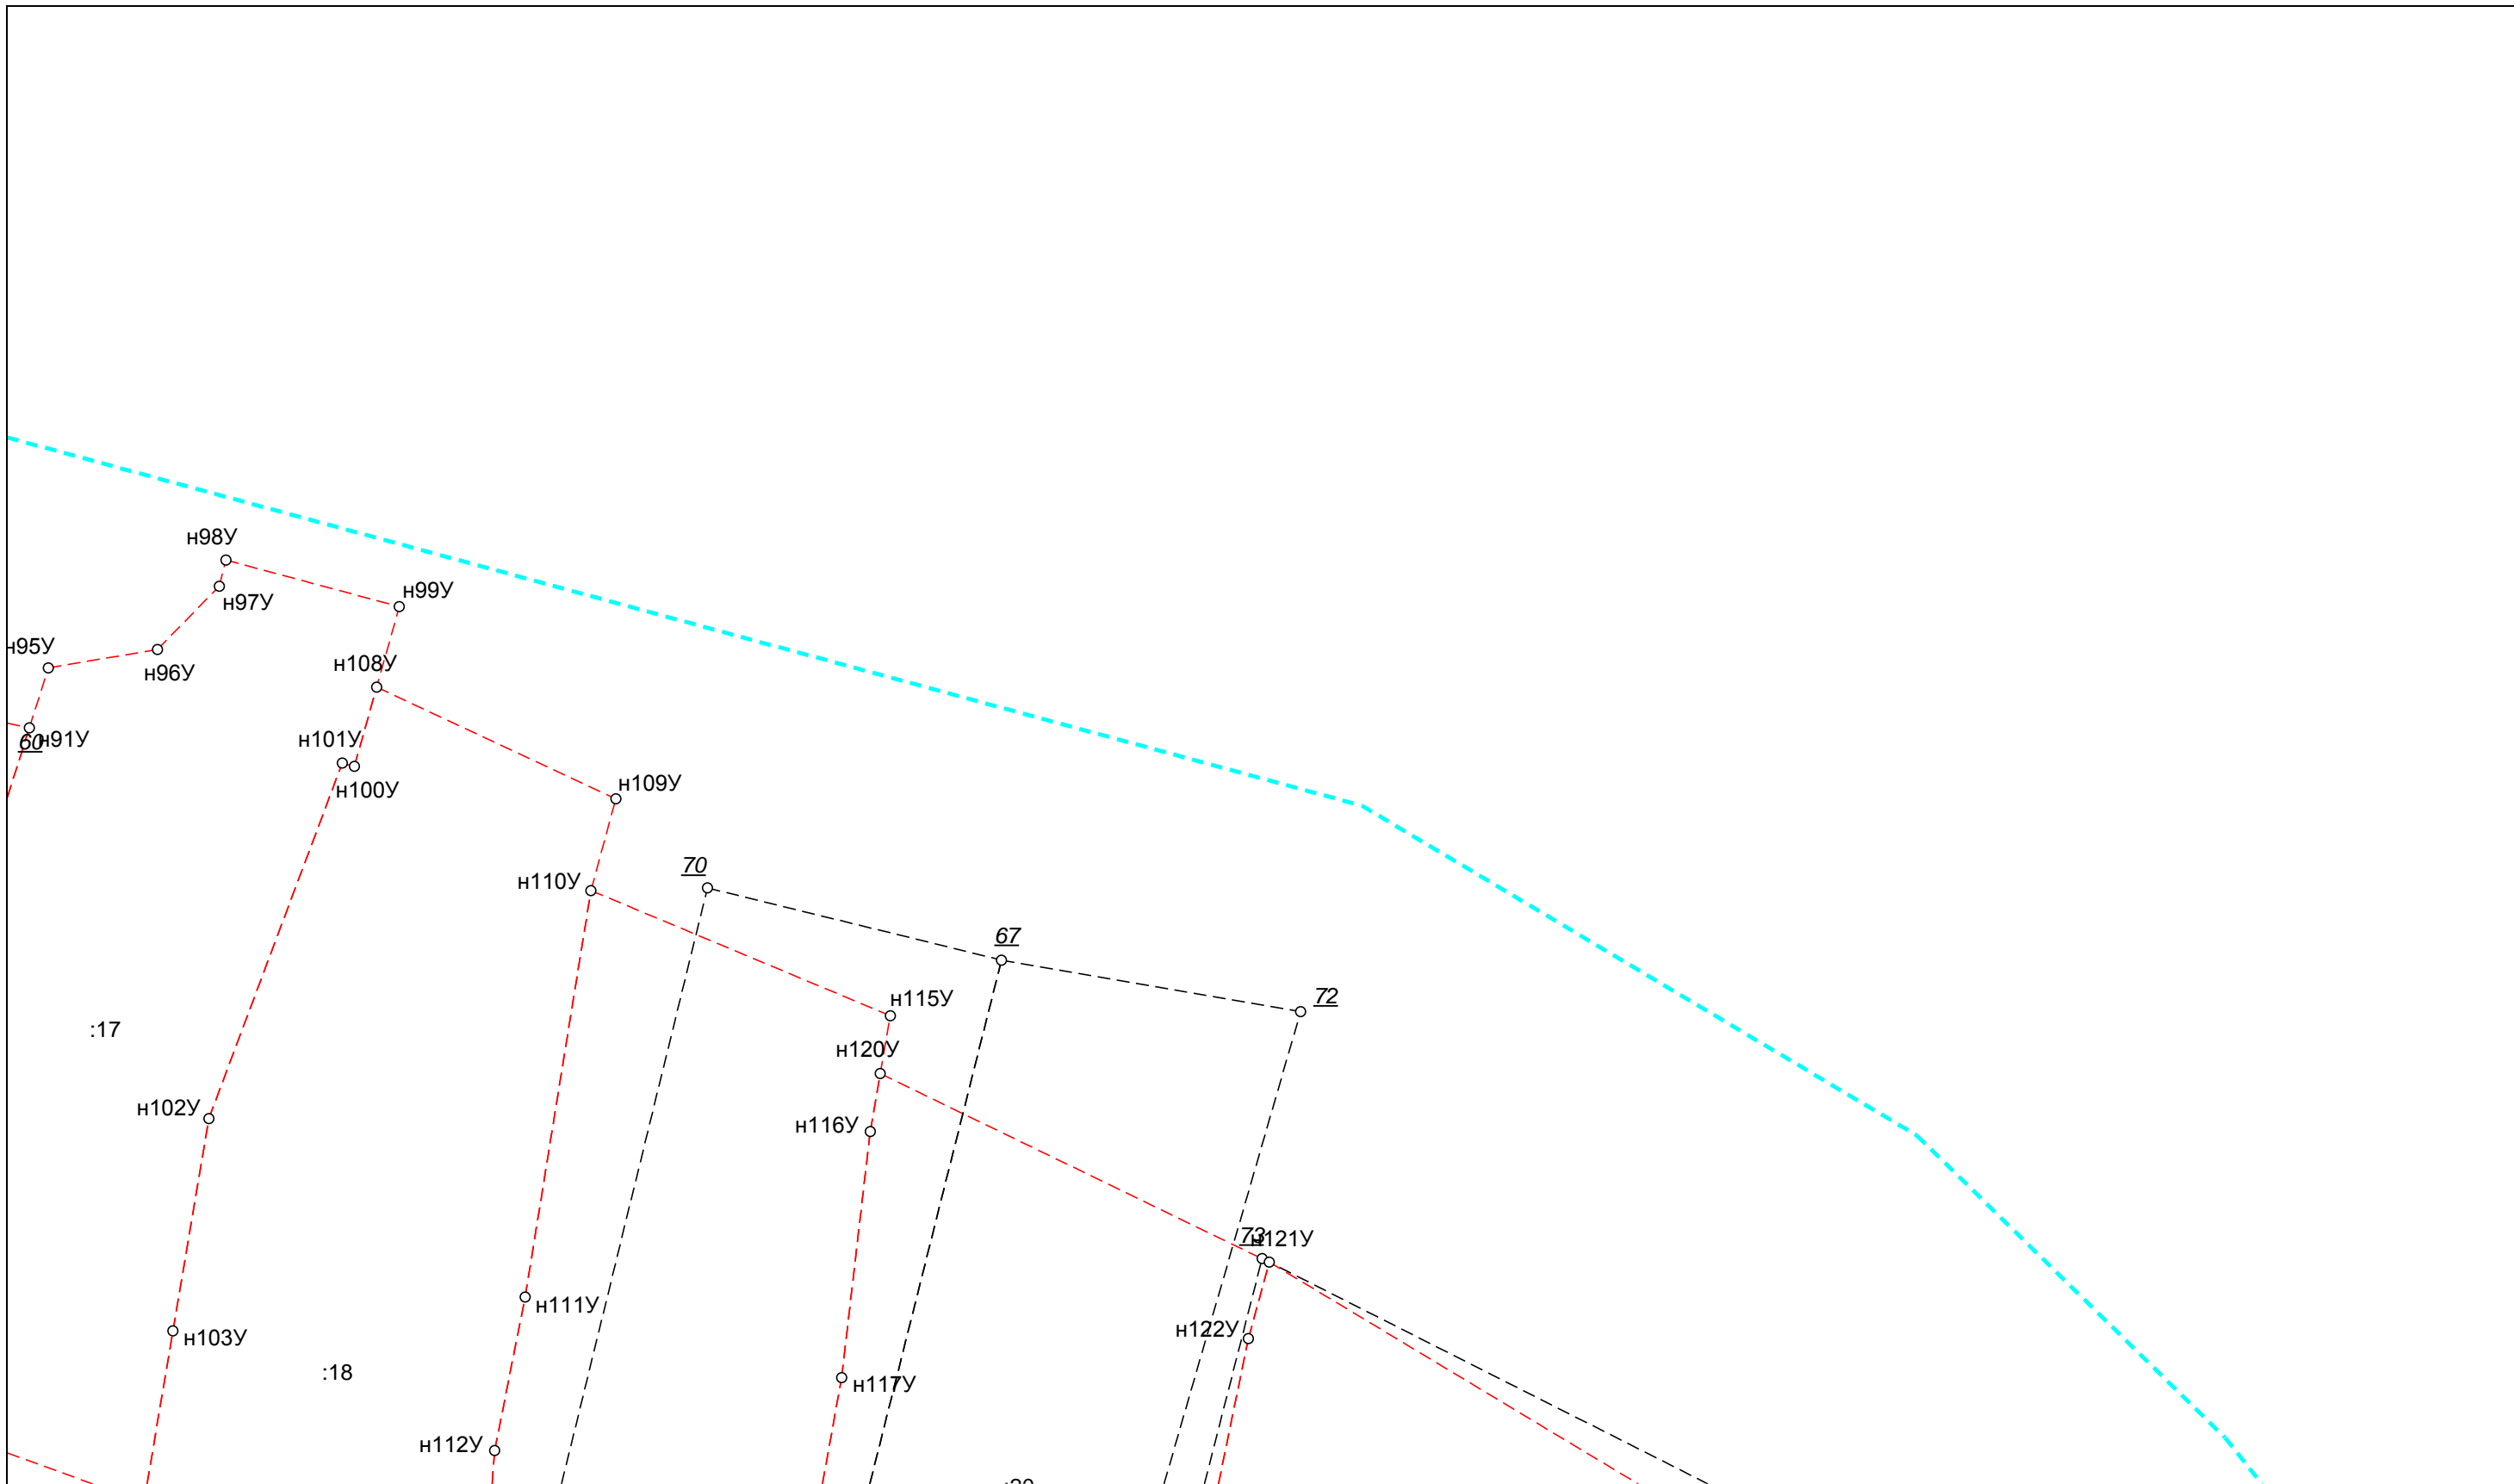 н98У
н99У
н97У
н95У
н96У
н108У
60
н91У
н101У
н100У
н109У
70
н110У
67
72
н115У
:17
н120У
н102У
н116У
73
н121У
н111У
н122У
н103У
:18
н117У
н112У